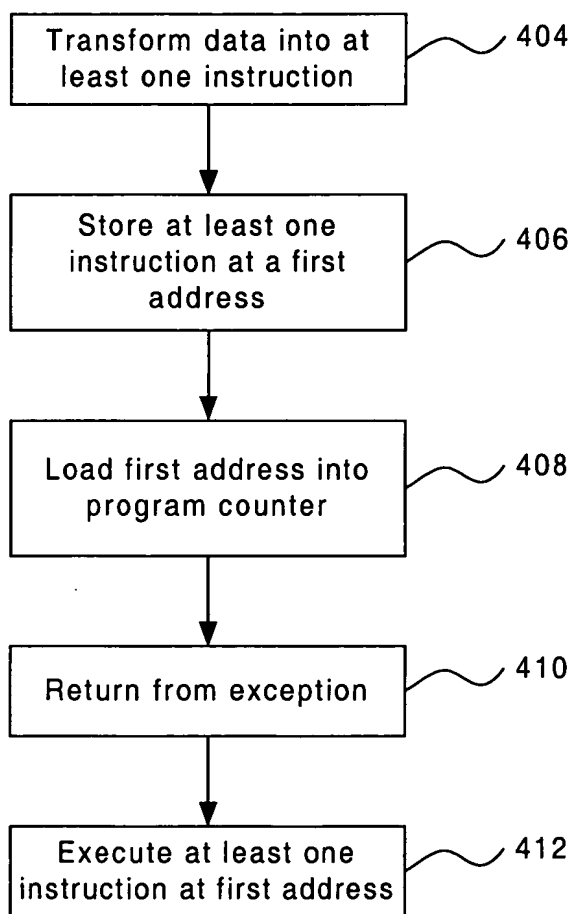 Transform data into at
least one instruction
404
Store at least one
instruction at a first
address
406
Load first address into
program counter
408
Return from exception
410
Execute at least one
instruction at first address
412